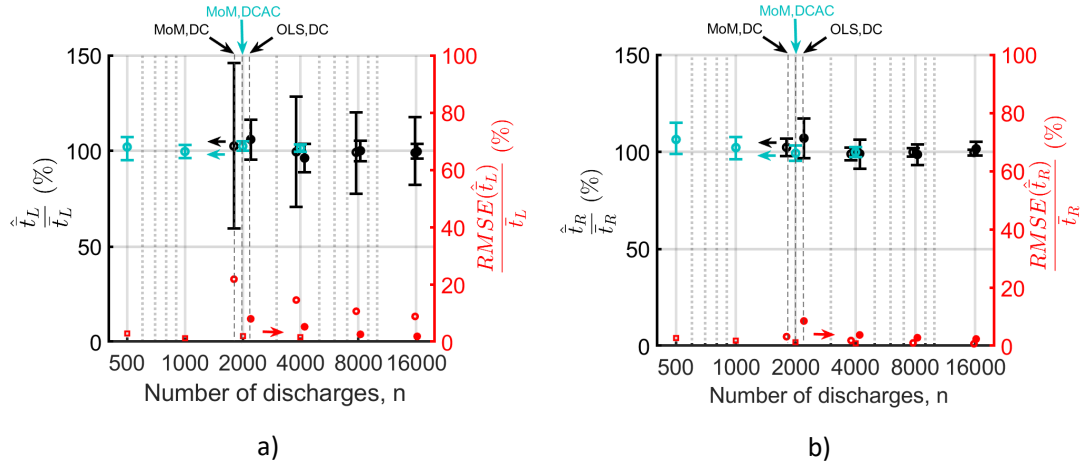 MoM,DCAC
MoM,DC
OLS,DC
150
100
50
0
100
80
60
40
20
0
500
1000
2000
4000
8000
16000
Number of discharges, n
t̂_L / t̄_L (%)
RMSE(t̂_L) / t̄_L (%)
a)
MoM,DCAC
MoM,DC
OLS,DC
150
100
50
0
100
80
60
40
20
0
500
1000
2000
4000
8000
16000
Number of discharges, n
t̂_R / t̄_R (%)
RMSE(t̂_R) / t̄_R (%)
b)